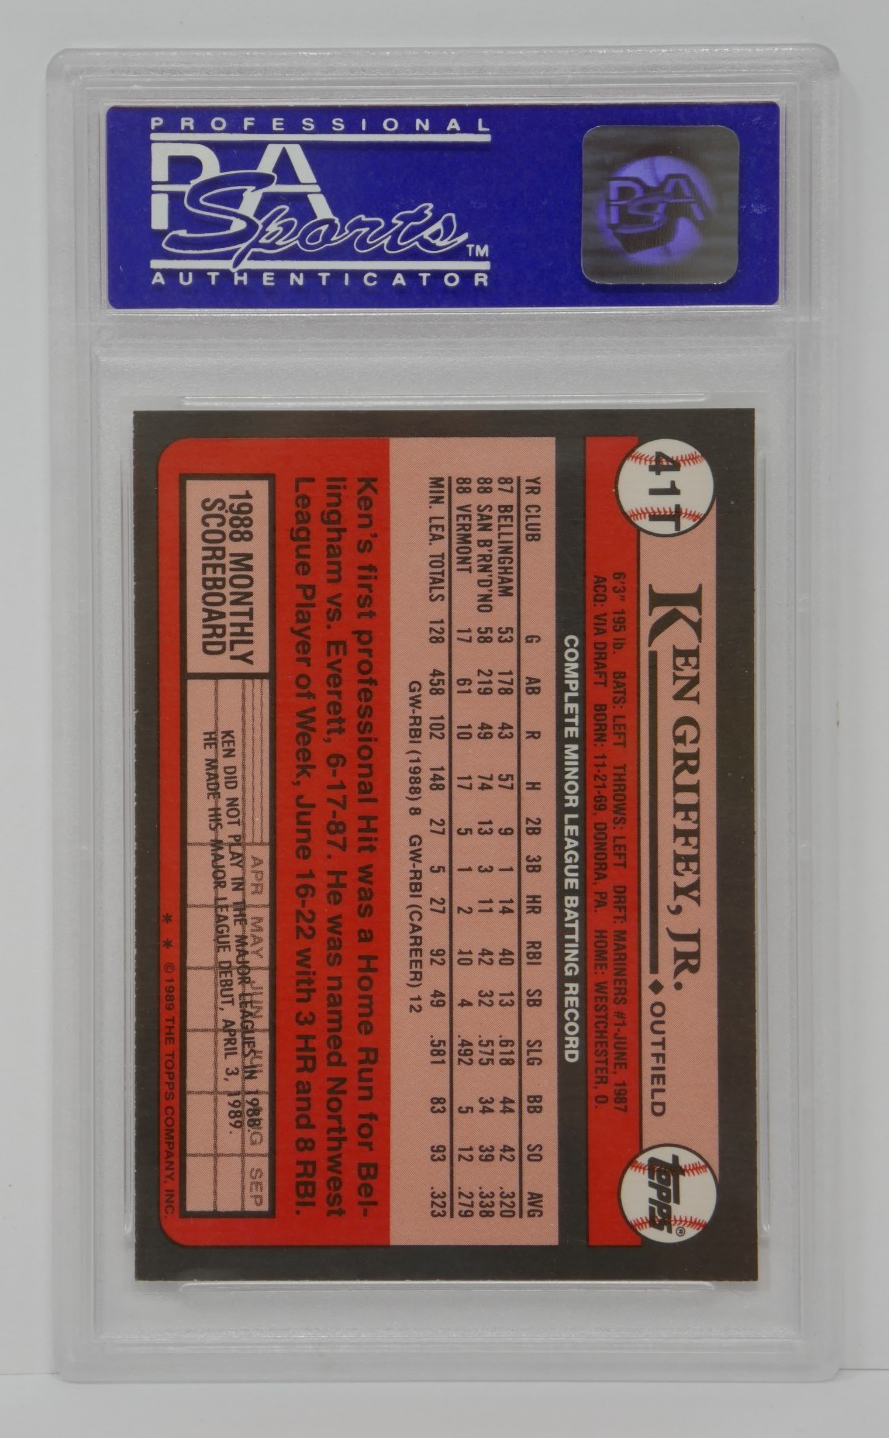 PROFESSIONAL
PSA
Sports™
AUTHENTICATOR
PSA
41T
KEN GRIFFEY, JR. ◆ OUTFIELD
Topps®
6'3" 195 lb. BATS: LEFT THROWS: LEFT DRFT: MARINERS #1-JUNE, 1987
ACQ: VIA DRAFT BORN: 11-21-69, DONORA, PA. HOME: WESTCHESTER, O.
COMPLETE MINOR LEAGUE BATTING RECORD
YR CLUB G AB R H 2B 3B HR RBI SB SLG BB SO AVG
87 BELLINGHAM 53 178 43 57 9 1 14 40 13 .618 44 42 .320
88 SAN B'RN'D'NO 58 219 49 74 13 3 11 42 32 .575 34 39 .338
88 VERMONT 17 61 10 17 5 1 2 10 4 .492 5 12 .279
MIN. LEA. TOTALS 128 458 102 148 27 5 27 92 49 .581 83 93 .323
GW-RBI (1988) 8 GW-RBI (CAREER) 12
Ken's first professional Hit was a Home Run for Bel-
lingham vs. Everett, 6-17-87. He was named Northwest
League Player of Week, June 16-22 with 3 HR and 8 RBI.
1988 MONTHLY
SCOREBOARD
APR MAY JUN JUL AUG SEP
KEN DID NOT PLAY IN THE MAJOR LEAGUES IN 1988.
HE MADE HIS MAJOR LEAGUE DEBUT, APRIL 3, 1989.
* * © 1989 THE TOPPS COMPANY, INC.